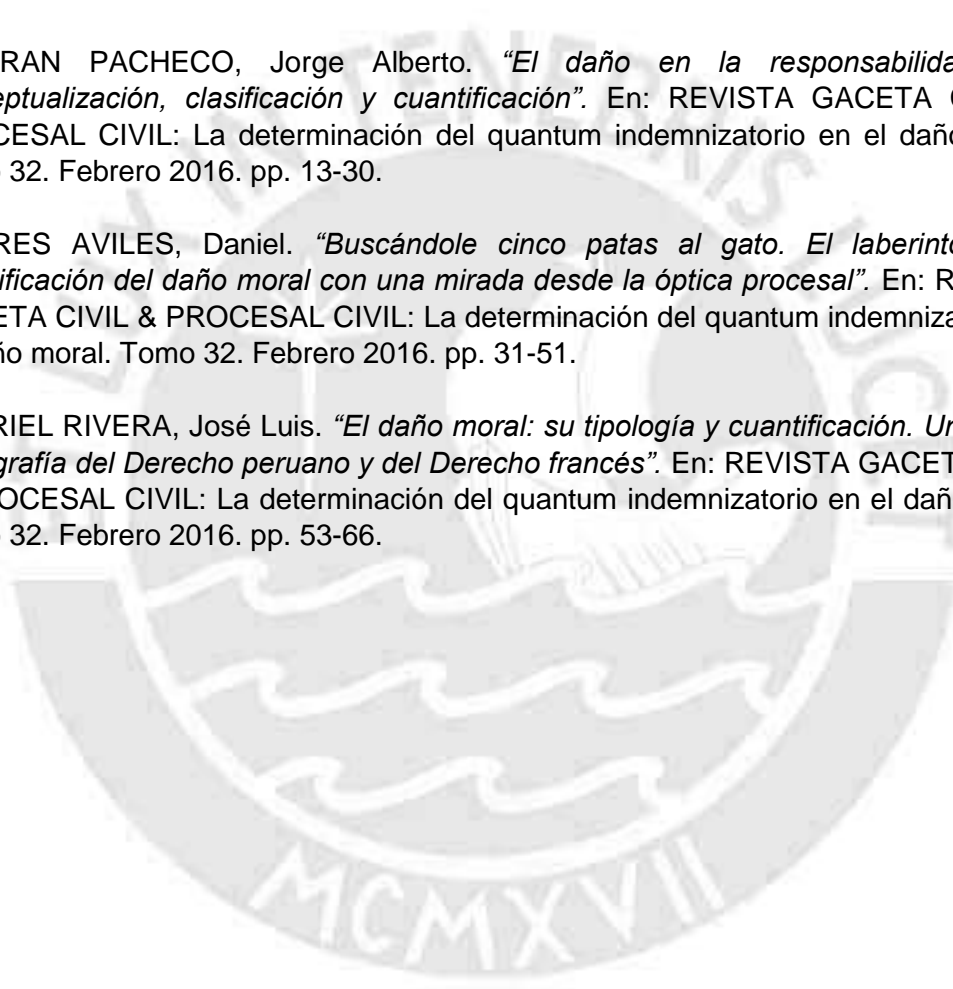 RAN PACHECO, Jorge Alberto. “El daño en la responsabilida
eptualización, clasificación y cuantificación”. En: REVISTA GACETA
CESAL CIVIL: La determinación del quantum indemnizatorio en el daño
32. Febrero 2016. pp. 13-30.
RES AVILES, Daniel. “Buscándole cinco patas al gato. El laberinto
ificación del daño moral con una mirada desde la óptica procesal”. En: R
ETA CIVIL & PROCESAL CIVIL: La determinación del quantum indemniza
ño moral. Tomo 32. Febrero 2016. pp. 31-51.
RIEL RIVERA, José Luis. “El daño moral: su tipología y cuantificación. Un
grafía del Derecho peruano y del Derecho francés”. En: REVISTA GACET
OCESAL CIVIL: La determinación del quantum indemnizatorio en el dañ
32. Febrero 2016. pp. 53-66.
ET LUX IN TENEBRIS LUCET
MCMXVII